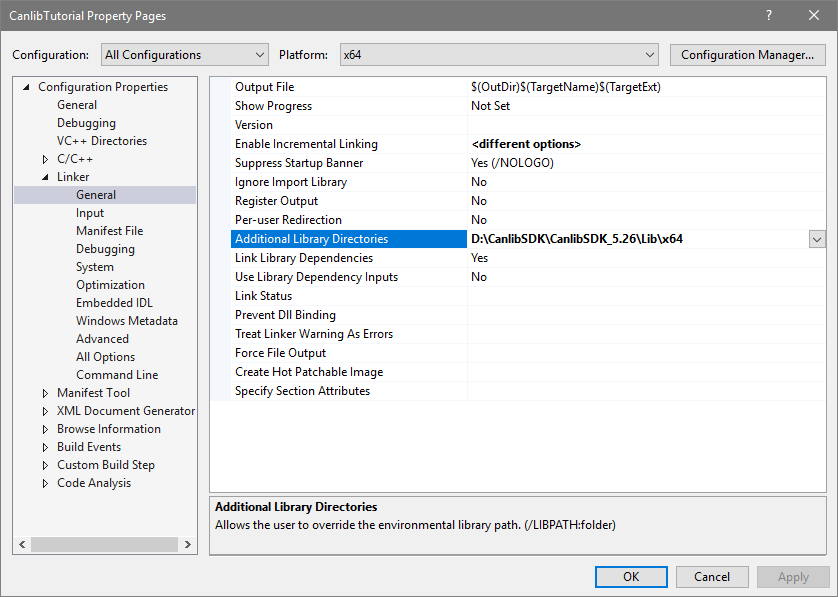 CanlibTutorial Property Pages
Configuration: All Configurations Platform: x64 Configuration Manager...
Configuration Properties
General
Debugging
VC++ Directories
C/C++
Linker
General
Input
Manifest File
Debugging
System
Optimization
Embedded IDL
Windows Metadata
Advanced
All Options
Command Line
Manifest Tool
XML Document Generator
Browse Information
Build Events
Custom Build Step
Code Analysis
Output File $(OutDir)$(TargetName)$(TargetExt)
Show Progress Not Set
Version
Enable Incremental Linking <different options>
Suppress Startup Banner Yes (/NOLOGO)
Ignore Import Library No
Register Output No
Per-user Redirection No
Additional Library Directories D:\CanlibSDK\CanlibSDK_5.26\Lib\x64
Link Library Dependencies Yes
Use Library Dependency Inputs No
Link Status
Prevent Dll Binding
Treat Linker Warning As Errors
Force File Output
Create Hot Patchable Image
Specify Section Attributes
Additional Library Directories
Allows the user to override the environmental library path. (/LIBPATH:folder)
OK Cancel Apply